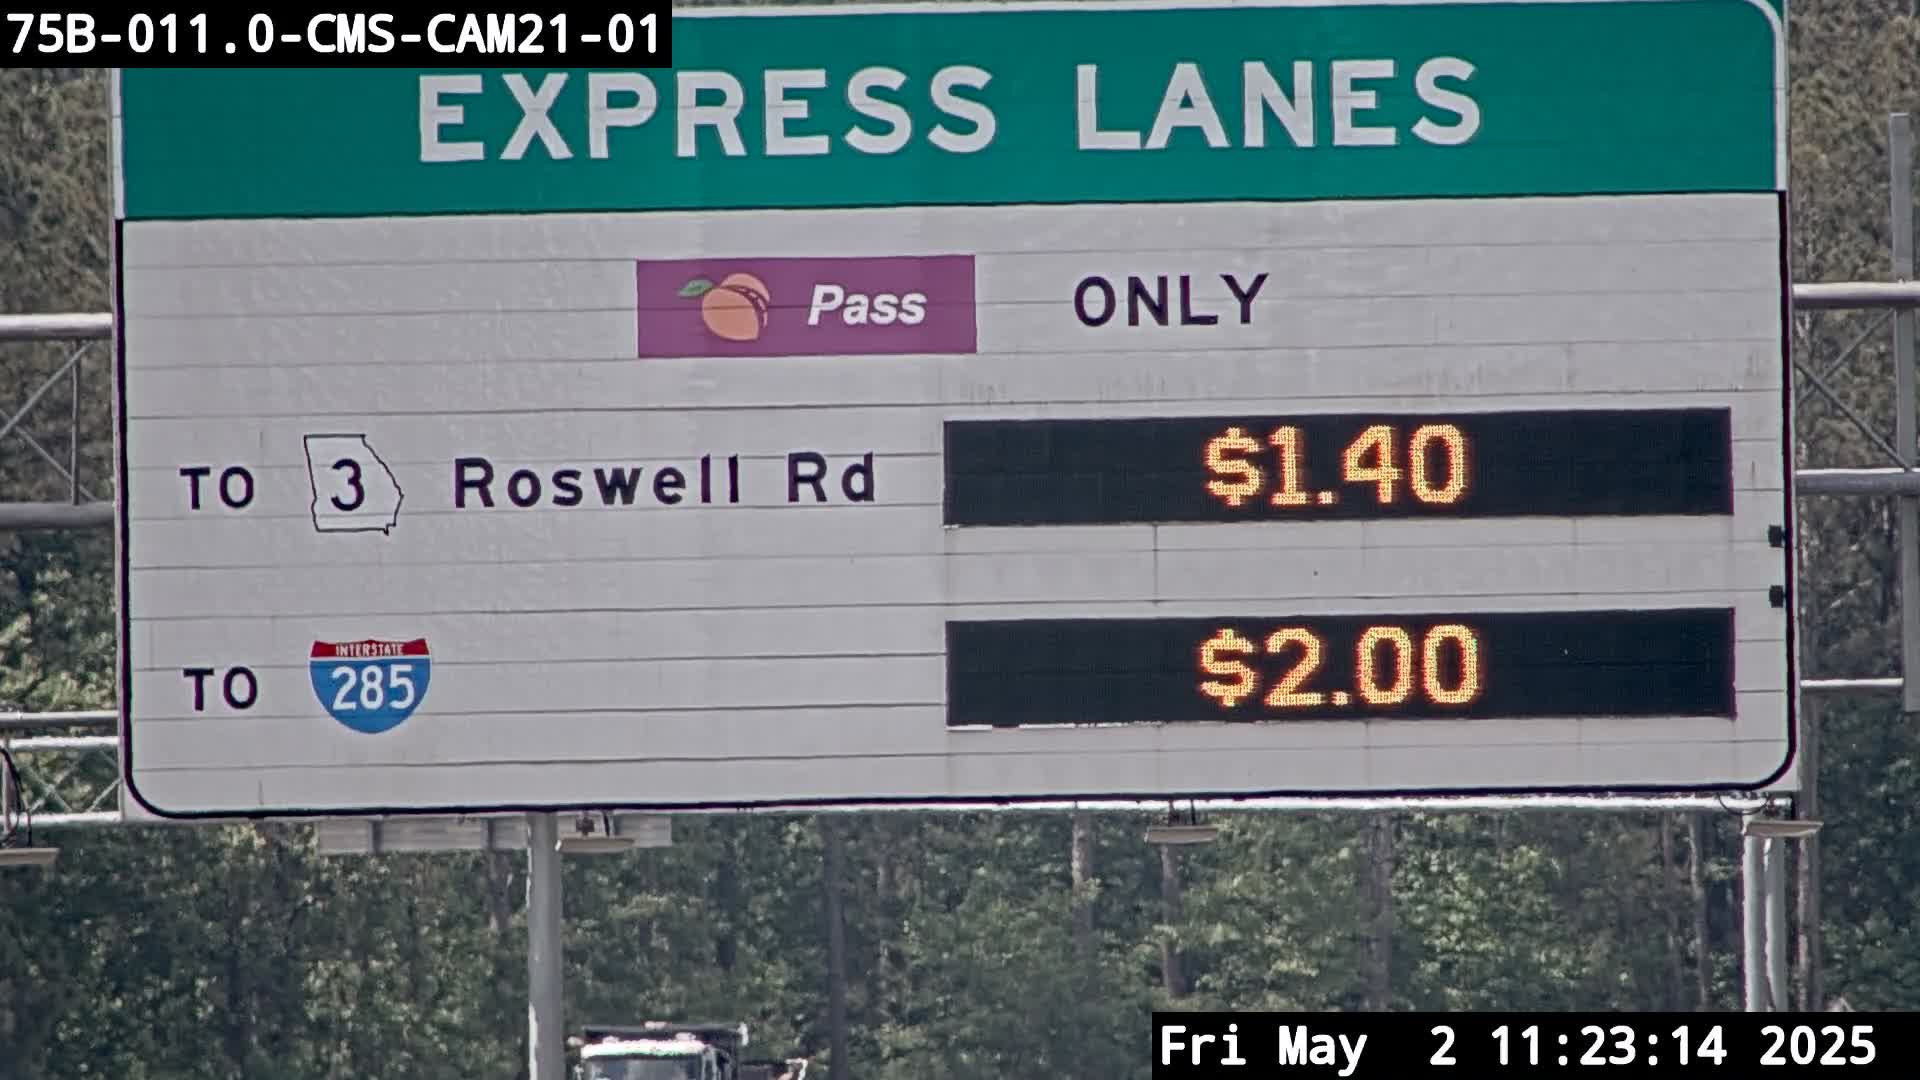 75B-011.0-CMS-CAM21-01
EXPRESS LANES
Pass ONLY
TO 3 Roswell Rd $1.40
INTERSTATE
TO 285 $2.00
Fri May 2 11:23:14 2025